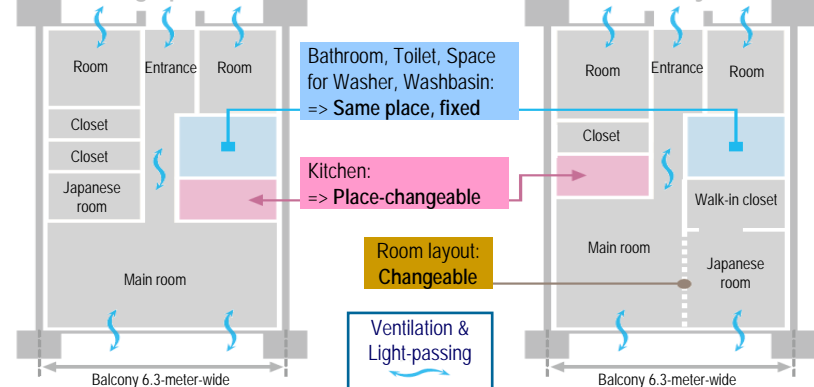 Room
Entrance
Room
Closet
Closet
Japanese
room
Main room
Balcony 6.3-meter-wide
Bathroom, Toilet, Space
for Washer, Washbasin:
=> Same place, fixed
Kitchen:
=> Place-changeable
Room layout:
Changeable
Ventilation &
Light-passing
Room
Entrance
Room
Closet
Walk-in closet
Main room
Japanese
room
Balcony 6.3-meter-wide